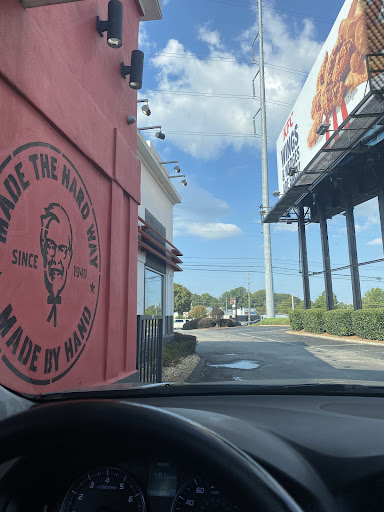 MADE THE HARD WAY
SINCE 1940
MADE BY HAND
KFC
WINGS